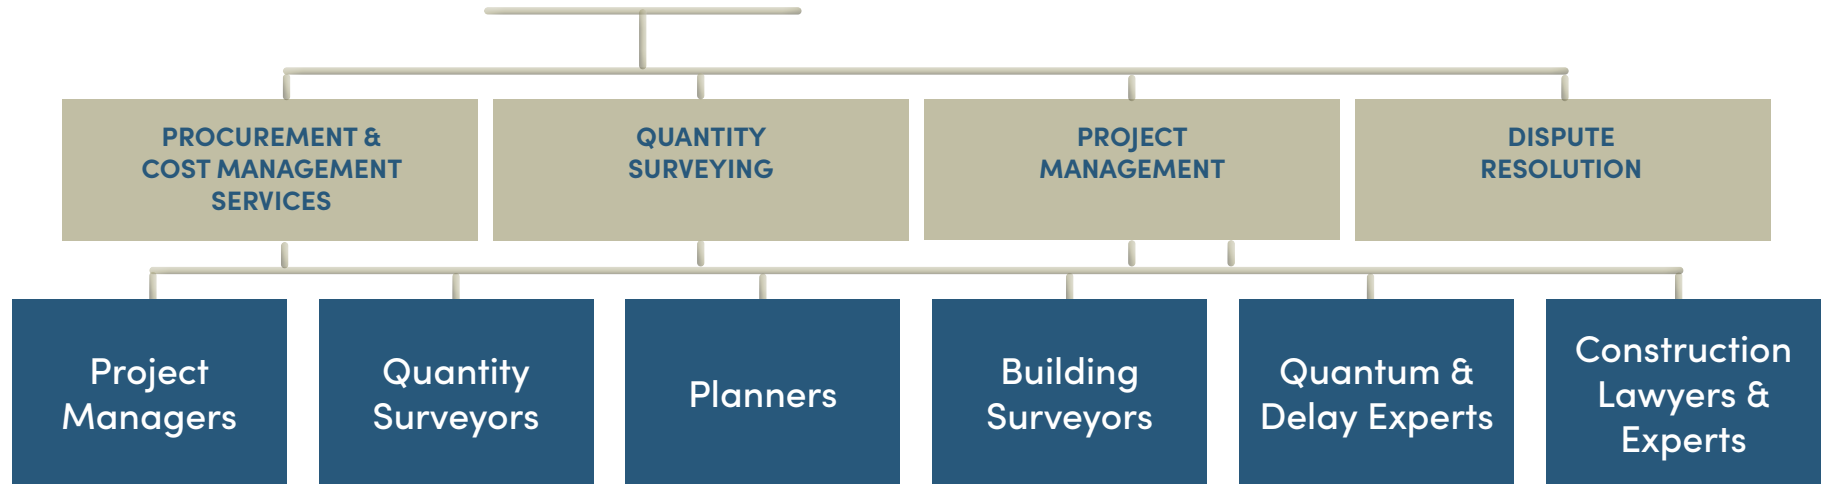 PROCUREMENT &
COST MANAGEMENT
SERVICES
QUANTITY
SURVEYING
PROJECT
MANAGEMENT
DISPUTE
RESOLUTION
Project
Managers
Quantity
Surveyors
Planners
Building
Surveyors
Quantum &
Delay Experts
Construction
Lawyers &
Experts